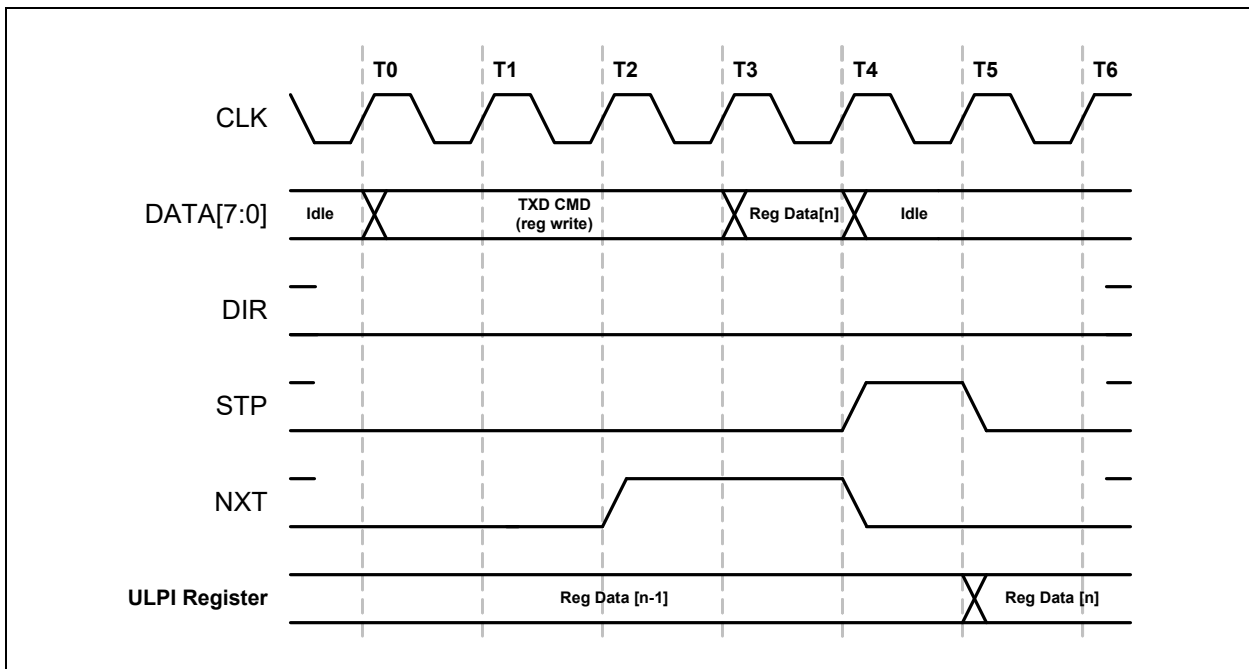 T0 T1 T2 T3 T4 T5 T6
CLK
DATA[7:0]
Idle
TXD CMD
(reg write)
Reg Data[n]
Idle
DIR
STP
NXT
ULPI Register
Reg Data [n-1]
Reg Data [n]